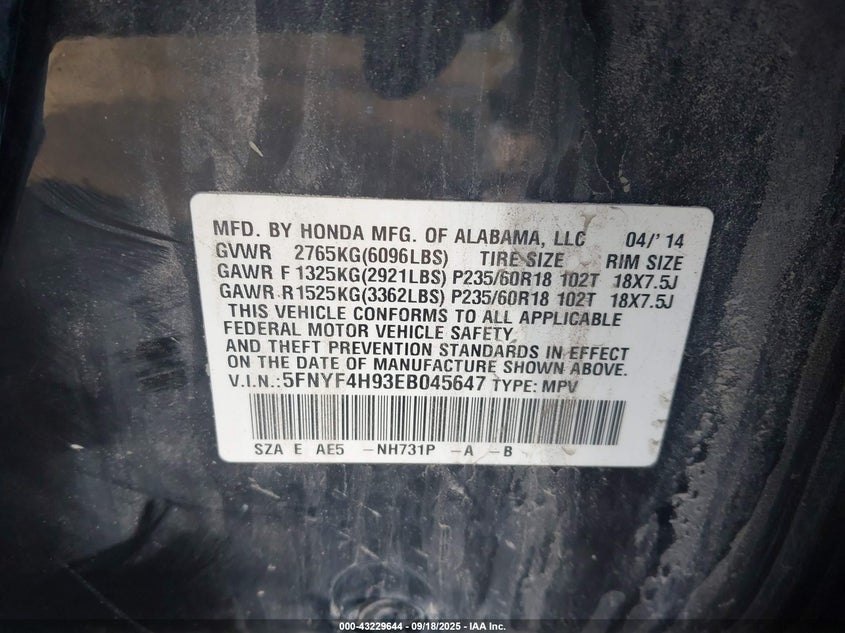 MFD. BY HONDA MFG. OF ALABAMA, LLC 04/'14
GVWR 2765KG(6096LBS) TIRE SIZE RIM SIZE
GAWR F 1325KG(2921LBS) P235/60R18 102T 18X7.5J
GAWR R1525KG(3362LBS) P235/60R18 102T 18X7.5J
THIS VEHICLE CONFORMS TO ALL APPLICABLE
FEDERAL MOTOR VEHICLE SAFETY
AND THEFT PREVENTION STANDARDS IN EFFECT
ON THE DATE OF MANUFACTURE SHOWN ABOVE.
V.I.N.:5FNYF4H93EB045647 TYPE: MPV
SZA E AE5 -NH731P -A -B
000-43229644 - 09/18/2025 - IAA Inc.